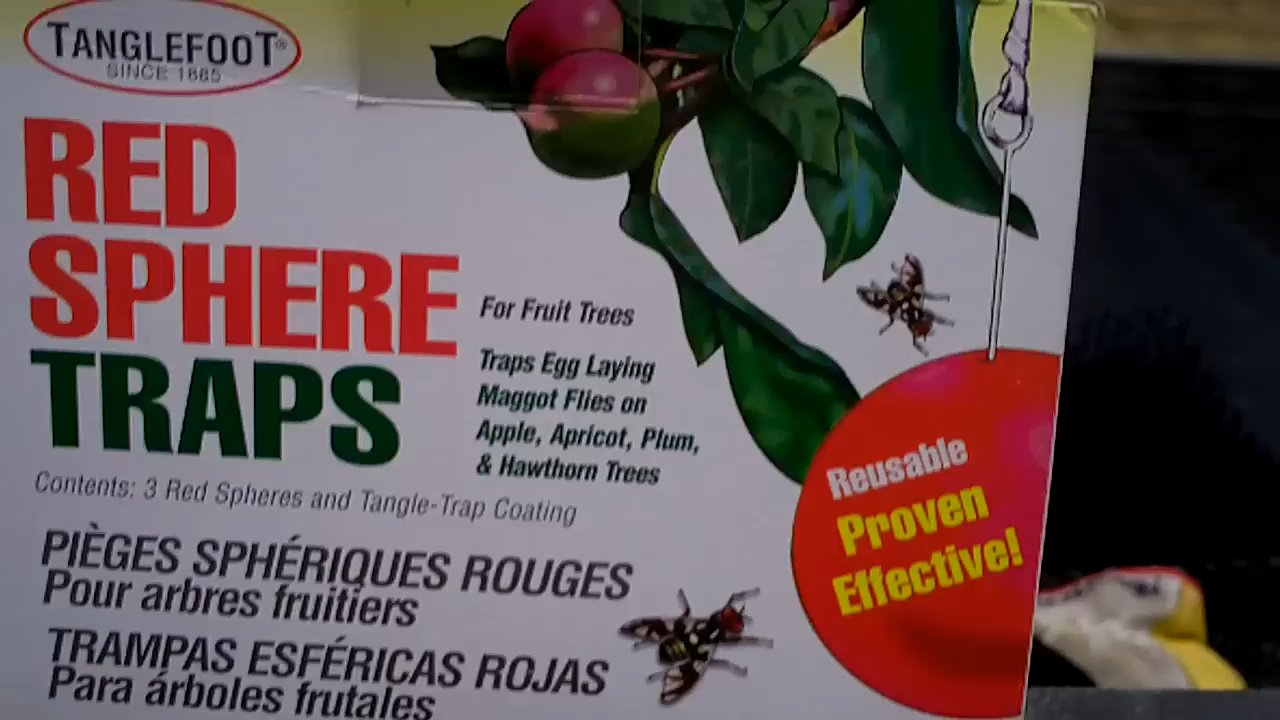 TANGLEFOOT®
SINCE 1885
RED
SPHERE
TRAPS
For Fruit Trees
Traps Egg Laying
Maggot Flies on
Apple, Apricot, Plum,
& Hawthorn Trees
Contents: 3 Red Spheres and Tangle-Trap Coating
PIÈGES SPHÉRIQUES ROUGES
Pour arbres fruitiers
TRAMPAS ESFÉRICAS ROJAS
Para árboles frutales
Reusable
Proven
Effective!